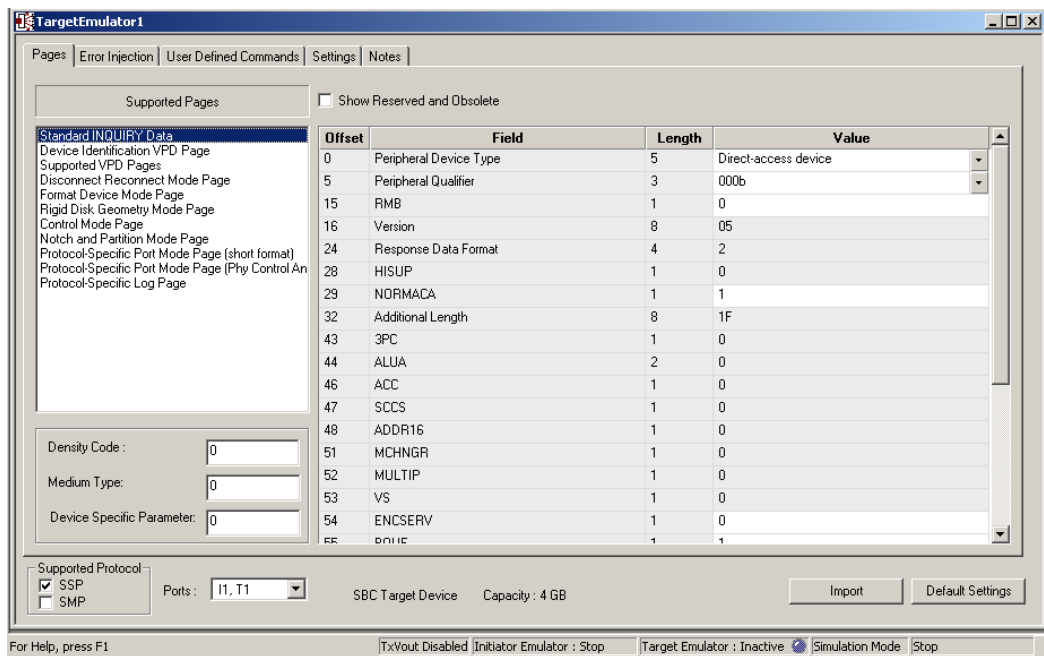 TargetEmulator1
Pages Error Injection User Defined Commands Settings Notes
Supported Pages
Show Reserved and Obsolete
Standard INQUIRY Data
Device Identification VPD Page
Supported VPD Pages
Disconnect Reconnect Mode Page
Format Device Mode Page
Rigid Disk Geometry Mode Page
Control Mode Page
Notch and Partition Mode Page
Protocol-Specific Port Mode Page (short format)
Protocol-Specific Port Mode Page (Phy Control An
Protocol-Specific Log Page
Offset Field Length Value
0 Peripheral Device Type 5 Direct-access device
5 Peripheral Qualifier 3 000b
15 RMB 1 0
16 Version 8 05
24 Response Data Format 4 2
28 HISUP 1 0
29 NORMACA 1 1
32 Additional Length 8 1F
43 3PC 1 0
44 ALUA 2 0
46 ACC 1 0
47 SCCS 1 0
48 ADDR16 1 0
51 MCHNGR 1 0
52 MULTIP 1 0
53 VS 1 0
54 ENCSERV 1 0
55 1 1
Density Code : 0
Medium Type: 0
Device Specific Parameter: 0
Supported Protocol
SSP
SMP
Ports : I1, T1
SBC Target Device Capacity : 4 GB
Import
Default Settings
For Help, press F1
TxVout Disabled Initiator Emulator : Stop Target Emulator : Inactive Simulation Mode Stop